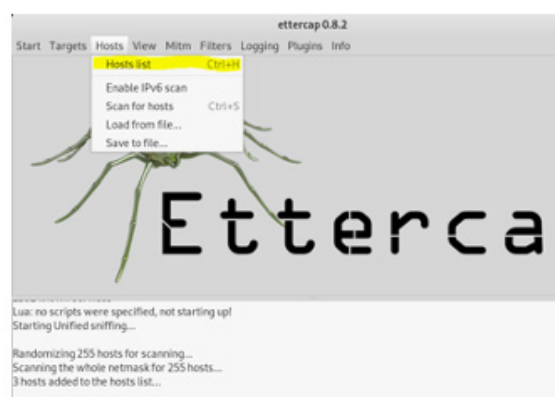 ettercap 0.8.2
Start Targets Hosts View Mitm Filters Logging Plugins Info
Hosts list Ctrl+H
Enable IPv6 scan
Scan for hosts Ctrl+S
Load from file...
Save to file...
Etterca
Lua: no scripts were specified, not starting up!
Starting Unified sniffing...
Randomizing 255 hosts for scanning...
Scanning the whole netmask for 255 hosts...
3 hosts added to the hosts list...